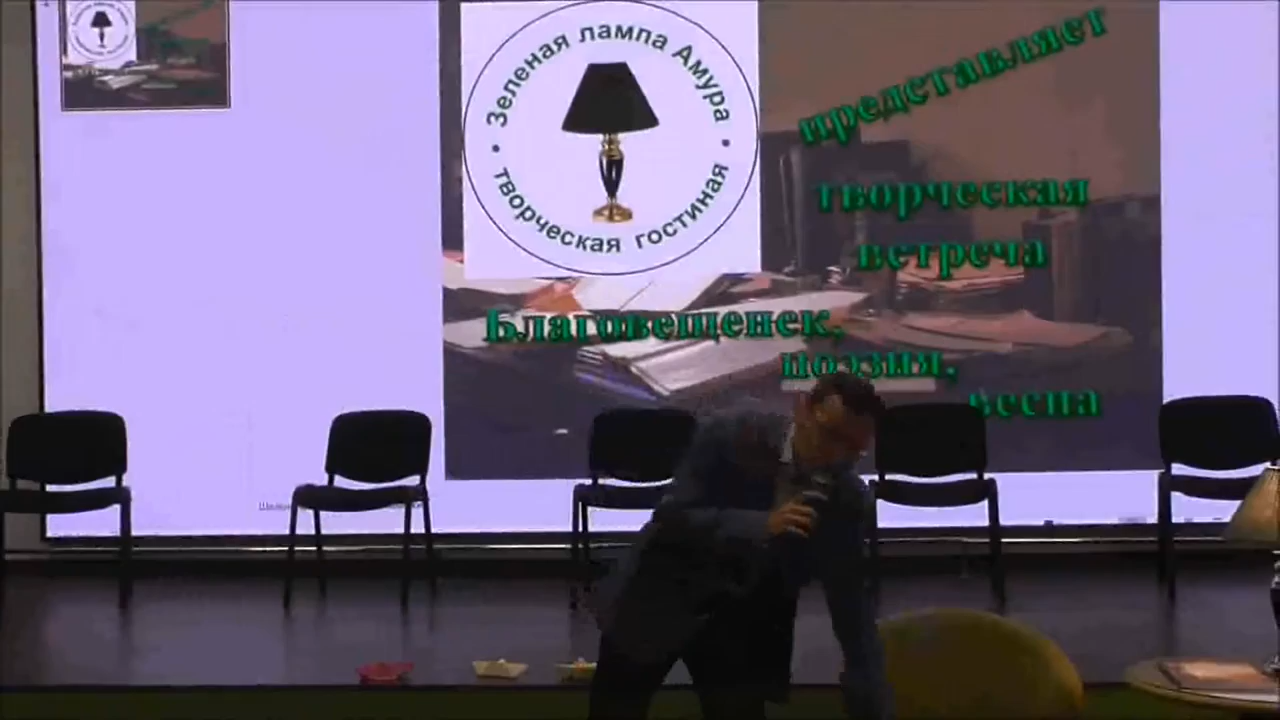 Зеленая лампа Амура
• творческая гостиная •
представляет
творческая
встреча
Благовещенск,
поэзия,
весна